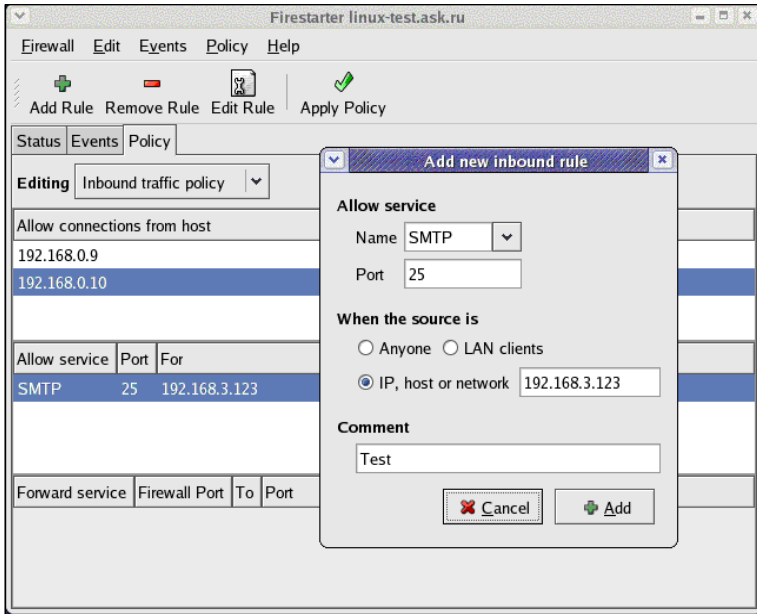 Firestarter linux-test.ask.ru
Firewall Edit Events Policy Help
Add Rule Remove Rule Edit Rule Apply Policy
Status Events Policy
Editing Inbound traffic policy
Allow connections from host
192.168.0.9
192.168.0.10
Allow service Port For
SMTP 25 192.168.3.123
Forward service Firewall Port To Port
Add new inbound rule
Allow service
Name SMTP
Port 25
When the source is
Anyone LAN clients
IP, host or network 192.168.3.123
Comment
Test
Cancel Add